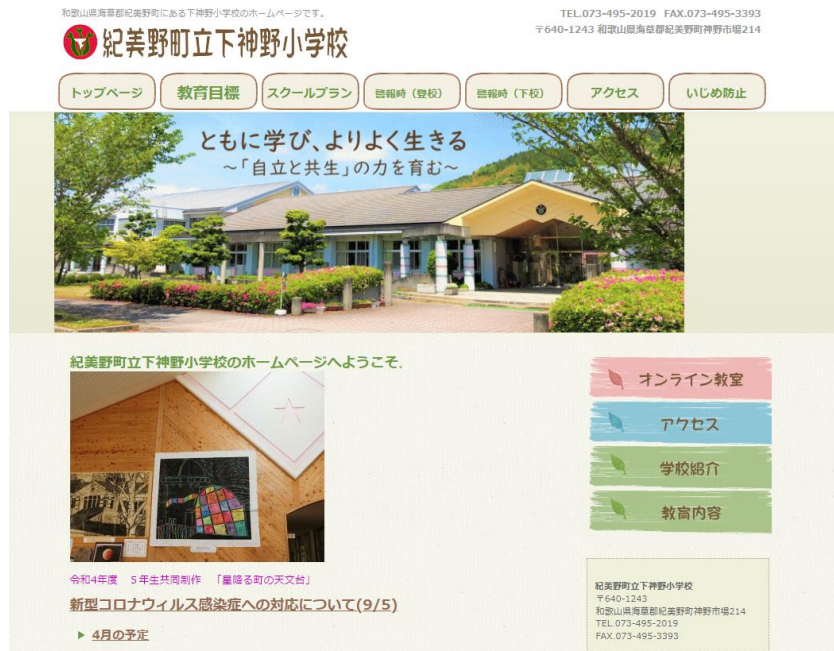 和歌山県海草郡紀美野町にある下神野小学校のホームページです。
TEL.073-495-2019 FAX.073-495-3393
〒640-1243 和歌山県海草郡紀美野町神野市場214
紀美野町立下神野小学校
トップページ
教育目標
スクールプラン
警報時（登校）
警報時（下校）
アクセス
いじめ防止
ともに学び、よりよく生きる
～「自立と共生」の力を育む～
紀美野町立下神野小学校のホームページへようこそ.
オンライン教室
アクセス
学校紹介
教育内容
令和4年度　５年生共同制作　「星降る町の天文台」
新型コロナウィルス感染症への対応について(9/5)
4月の予定
紀美野町立下神野小学校
〒640-1243
和歌山県海草郡紀美野町神野市場214
TEL.073-495-2019
FAX.073-495-3393